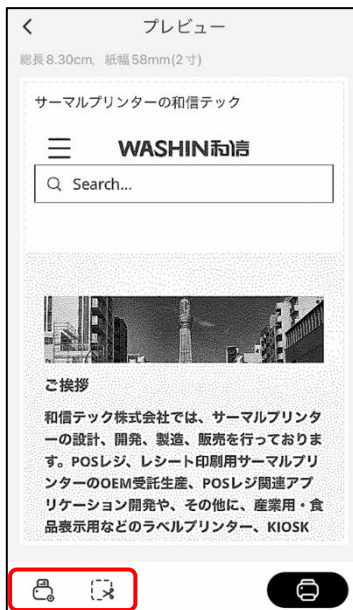 プレビュー
総長8.30cm, 紙幅58mm(2寸)
サーマルプリンターの和信テック
WASHIN和信
Search...
ご挨拶
和信テック株式会社では、サーマルプリンタ
ーの設計、開発、製造、販売を行っておりま
す。POSレジ、レシート印刷用サーマルプリ
ンターのOEM受託生産、POSレジ関連アプ
リケーション開発や、その他に、産業用・食
品表示用などのラベルプリンター、KIOSK